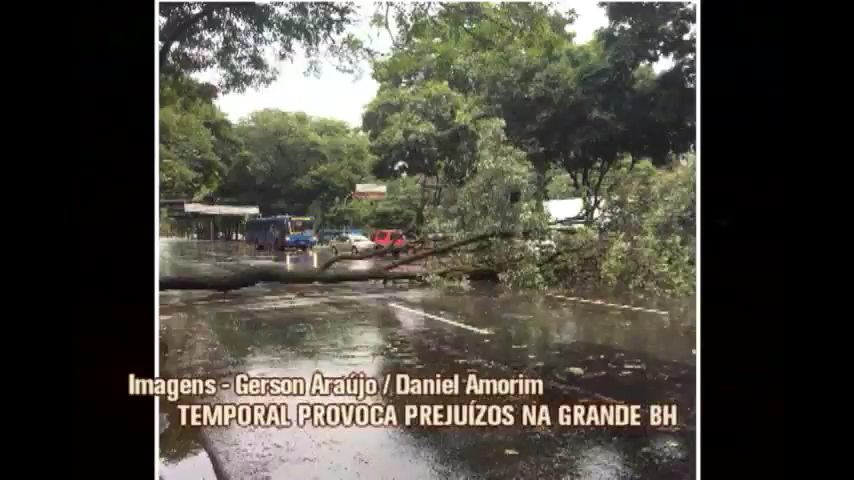 Imagens - Gerson Araújo / Daniel Amorim
TEMPORAL PROVOCA PREJUÍZOS NA GRANDE BH